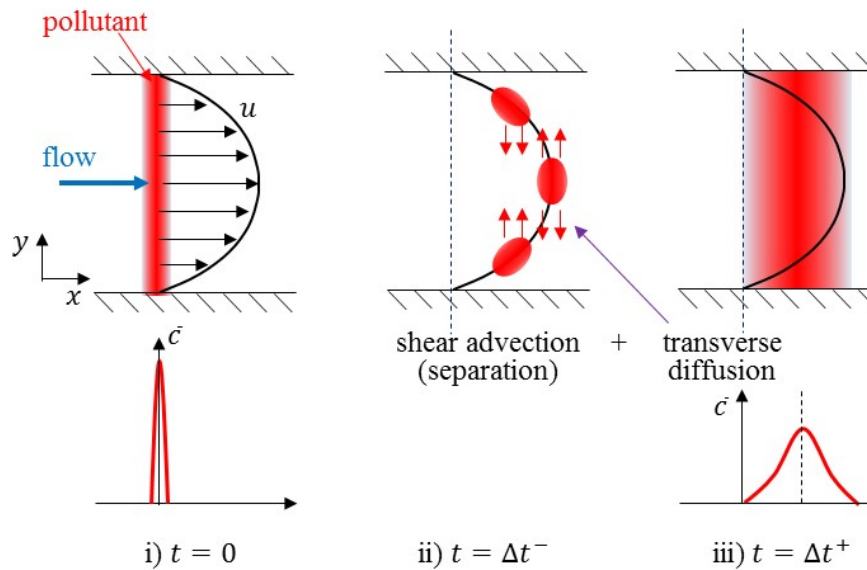 pollutant
u
flow
y
x
shear advection + transverse
(separation) diffusion
c̄
c̄
i) t = 0
ii) t = Δt⁻
iii) t = Δt⁺